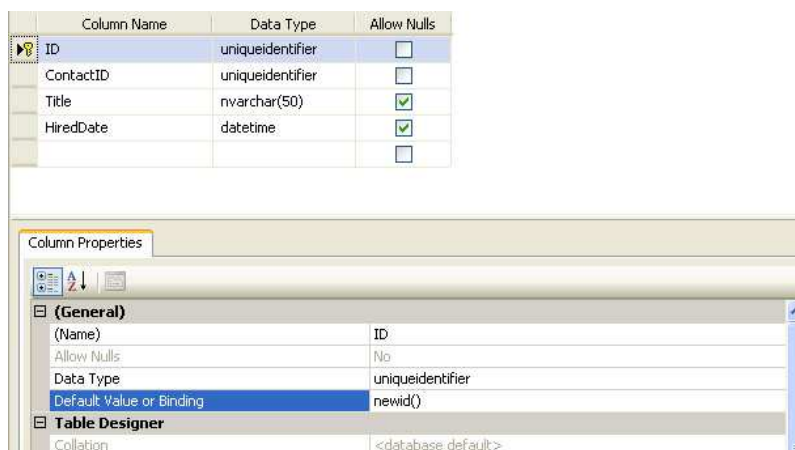 Column Name Data Type Allow Nulls
ID uniqueidentifier
ContactID uniqueidentifier
Title nvarchar(50)
HiredDate datetime
Column Properties
(General)
(Name) ID
Allow Nulls No
Data Type uniqueidentifier
Default Value or Binding newid()
Table Designer
Collation <database default>